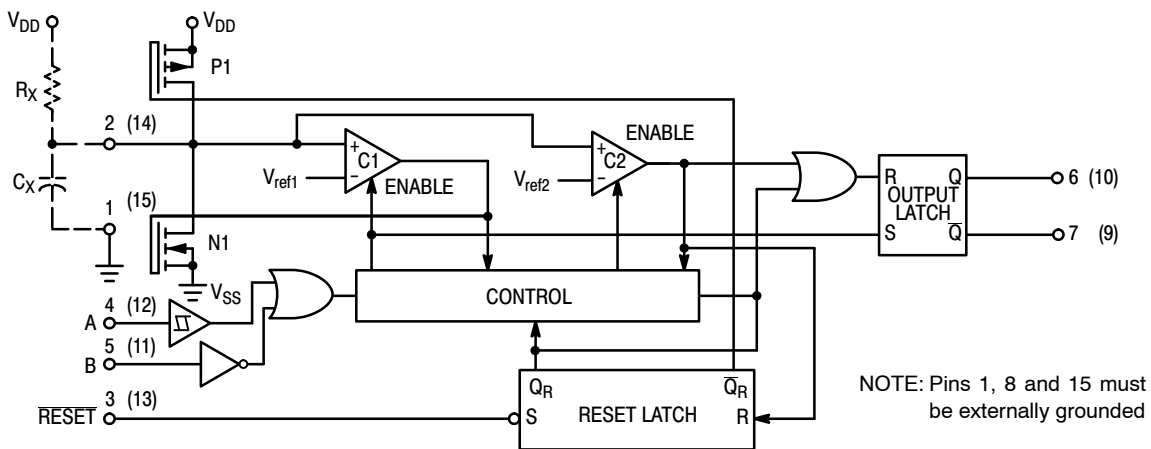 VDD
VDD
P1
RX
2 (14)
ENABLE
+
C1
−
+
C2
−
Vref1
ENABLE
Vref2
CX
1 (15)
N1
VSS
R Q
OUTPUT
LATCH
S Q̅
6 (10)
7 (9)
4 (12)
A
5 (11)
B
CONTROL
3 (13)
R̅E̅S̅E̅T̅
QR Q̅R
S RESET LATCH R
NOTE: Pins 1, 8 and 15 must
be externally grounded